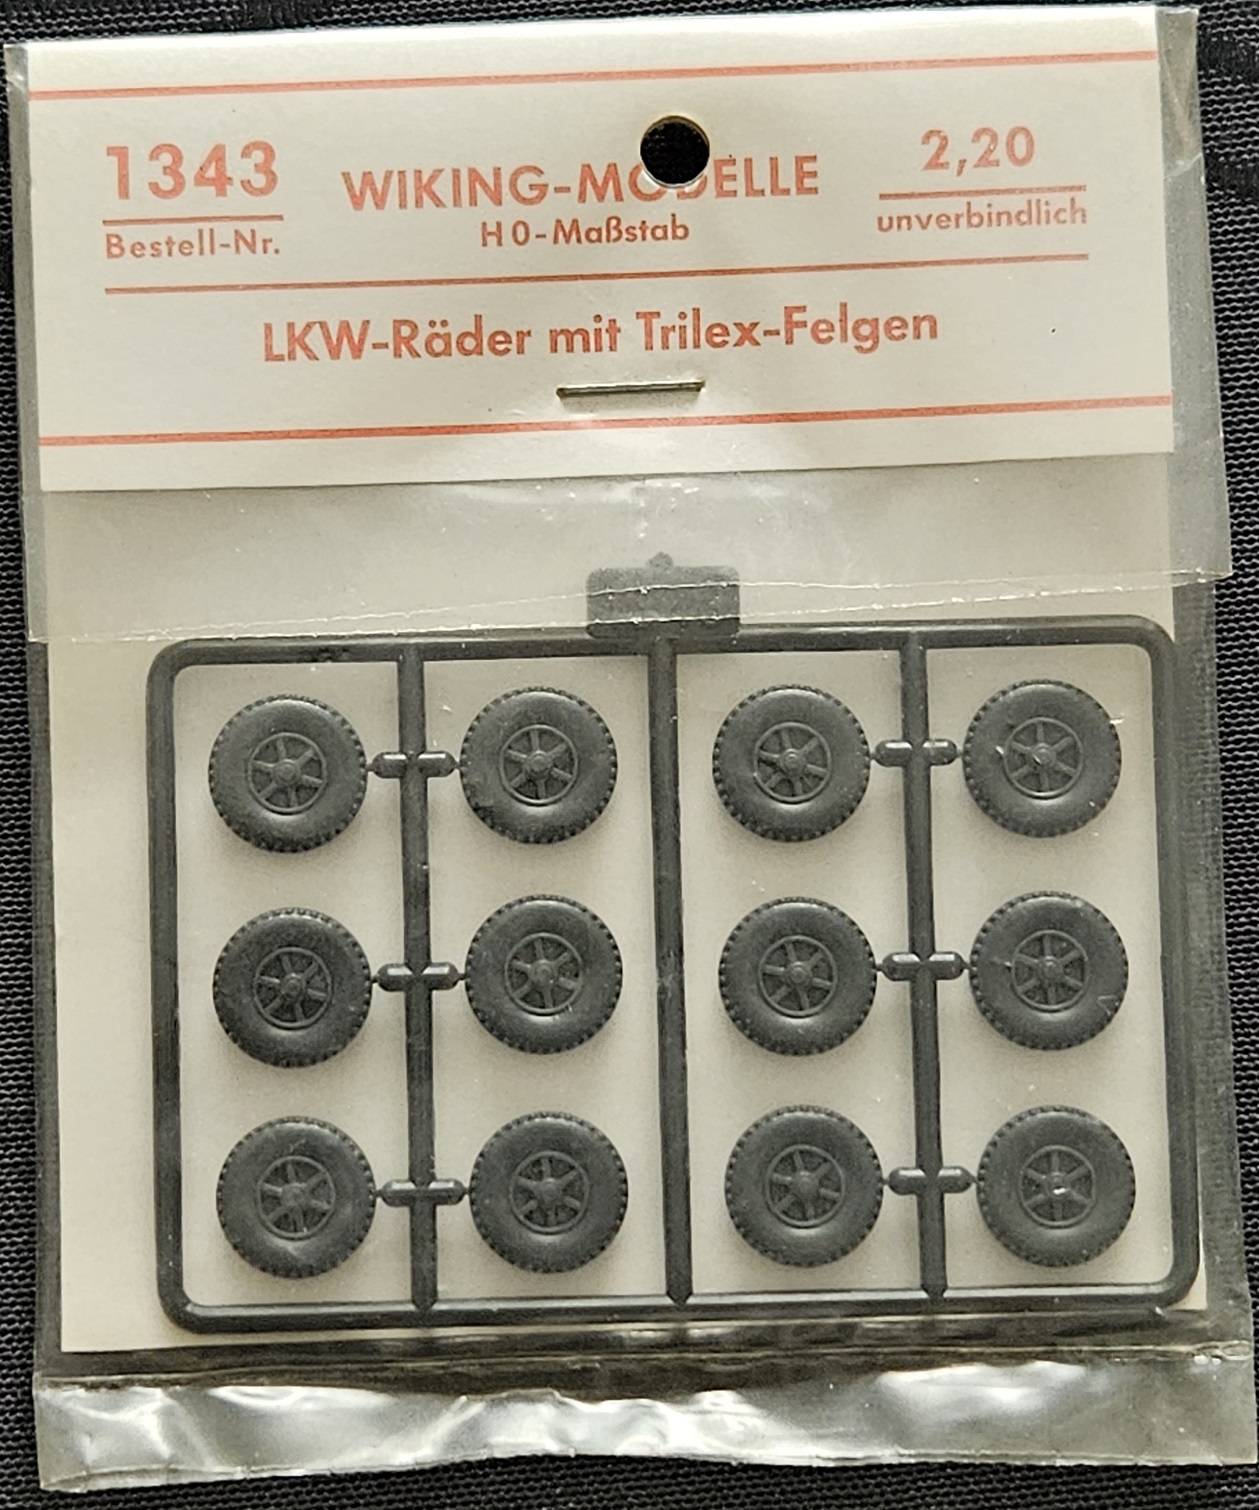 1343
Bestell-Nr.
WIKING-MODELLE
H0-Maßstab
2,20
unverbindlich
LKW-Räder mit Trilex-Felgen